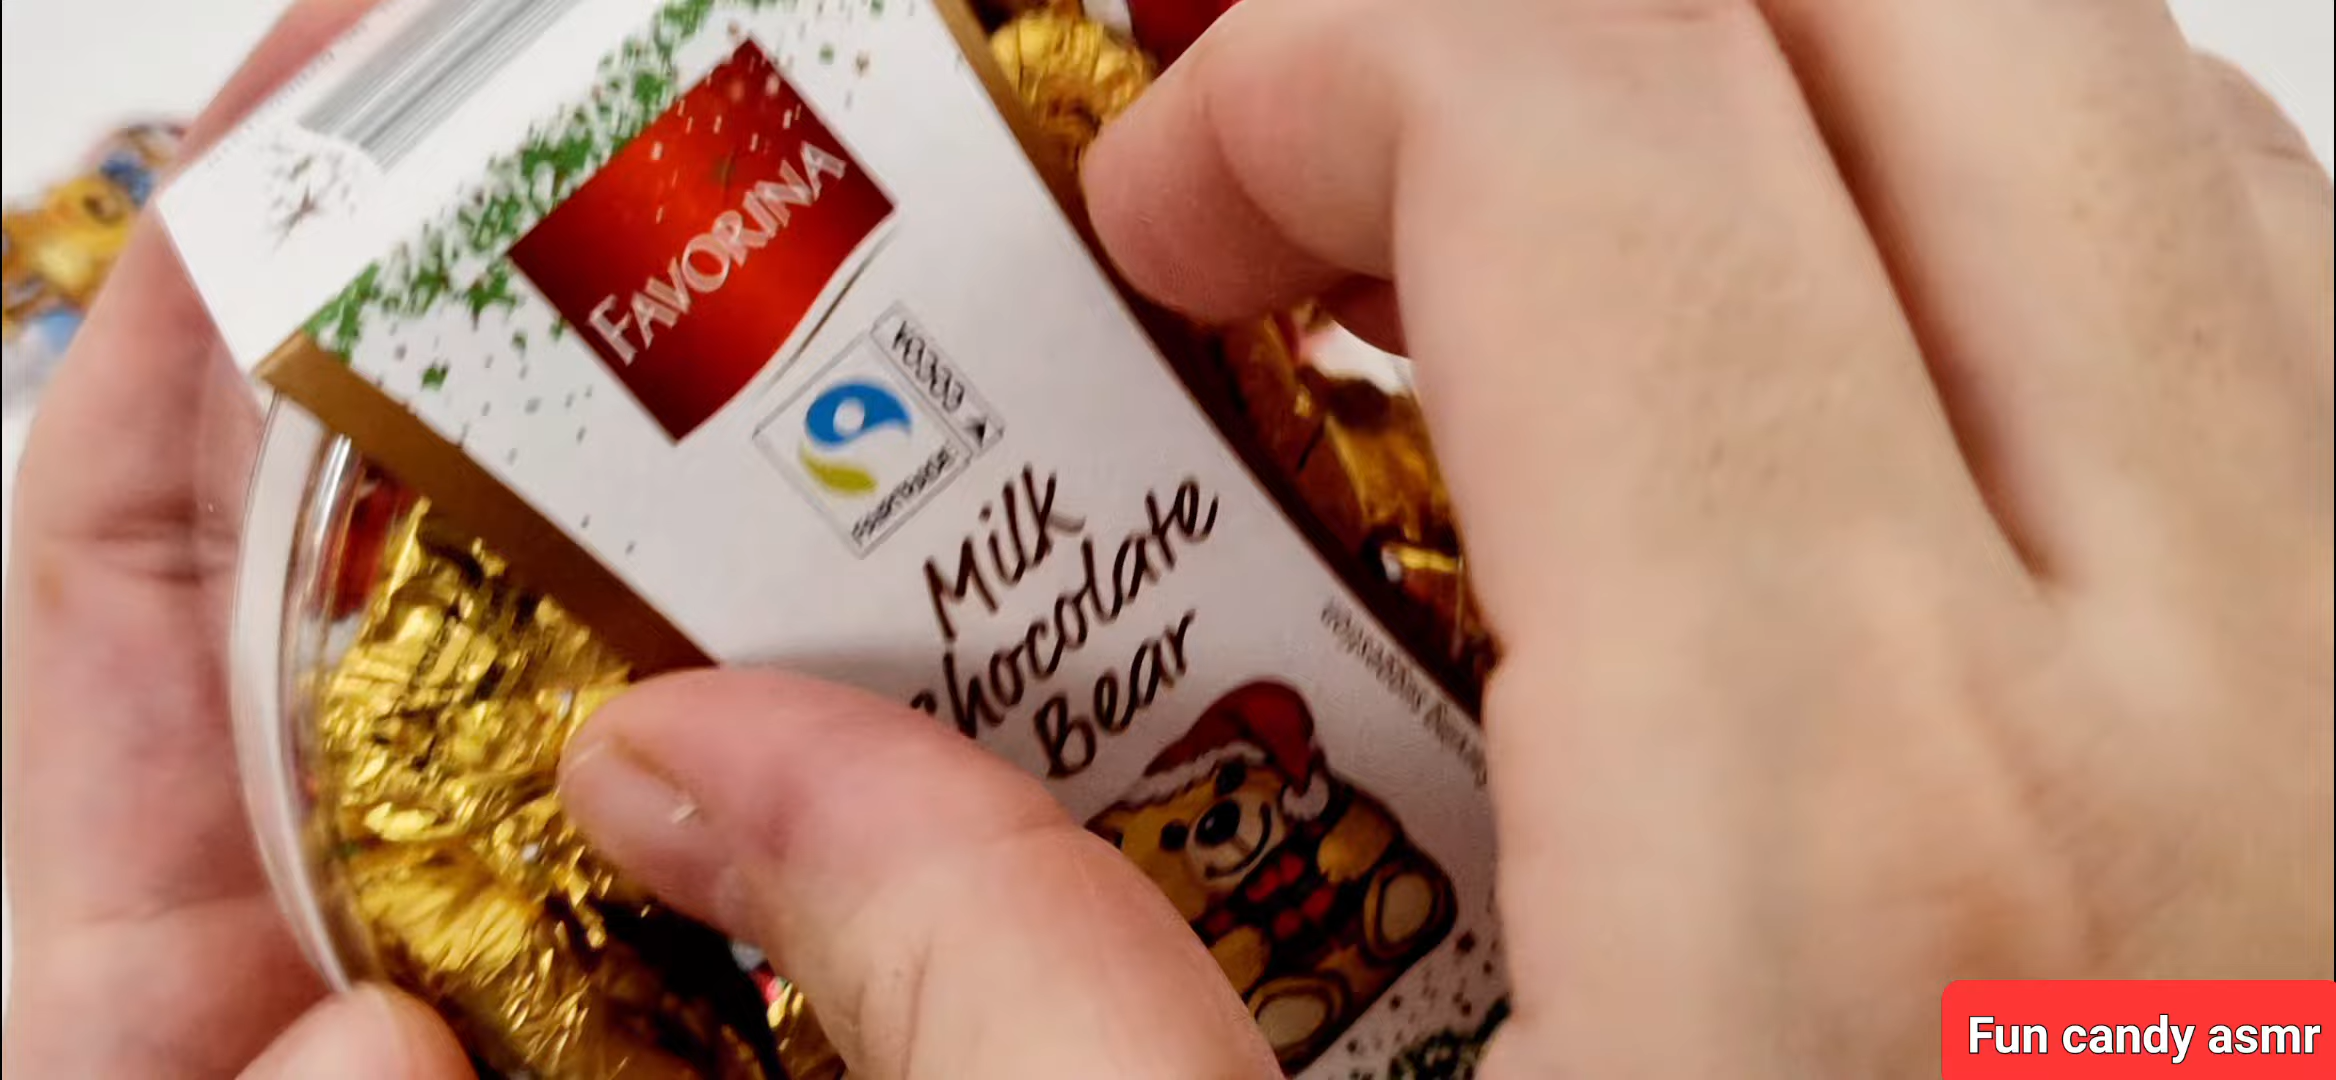 FAVORINA
Milk
chocolate
Bear
Fun candy asmr